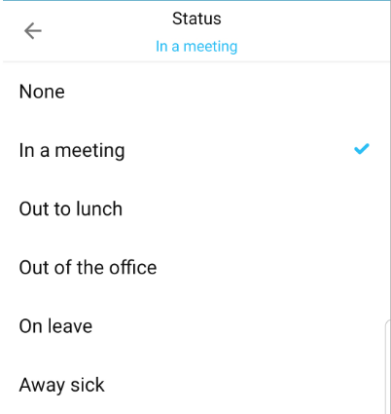 Status
In a meeting
None
In a meeting
Out to lunch
Out of the office
On leave
Away sick